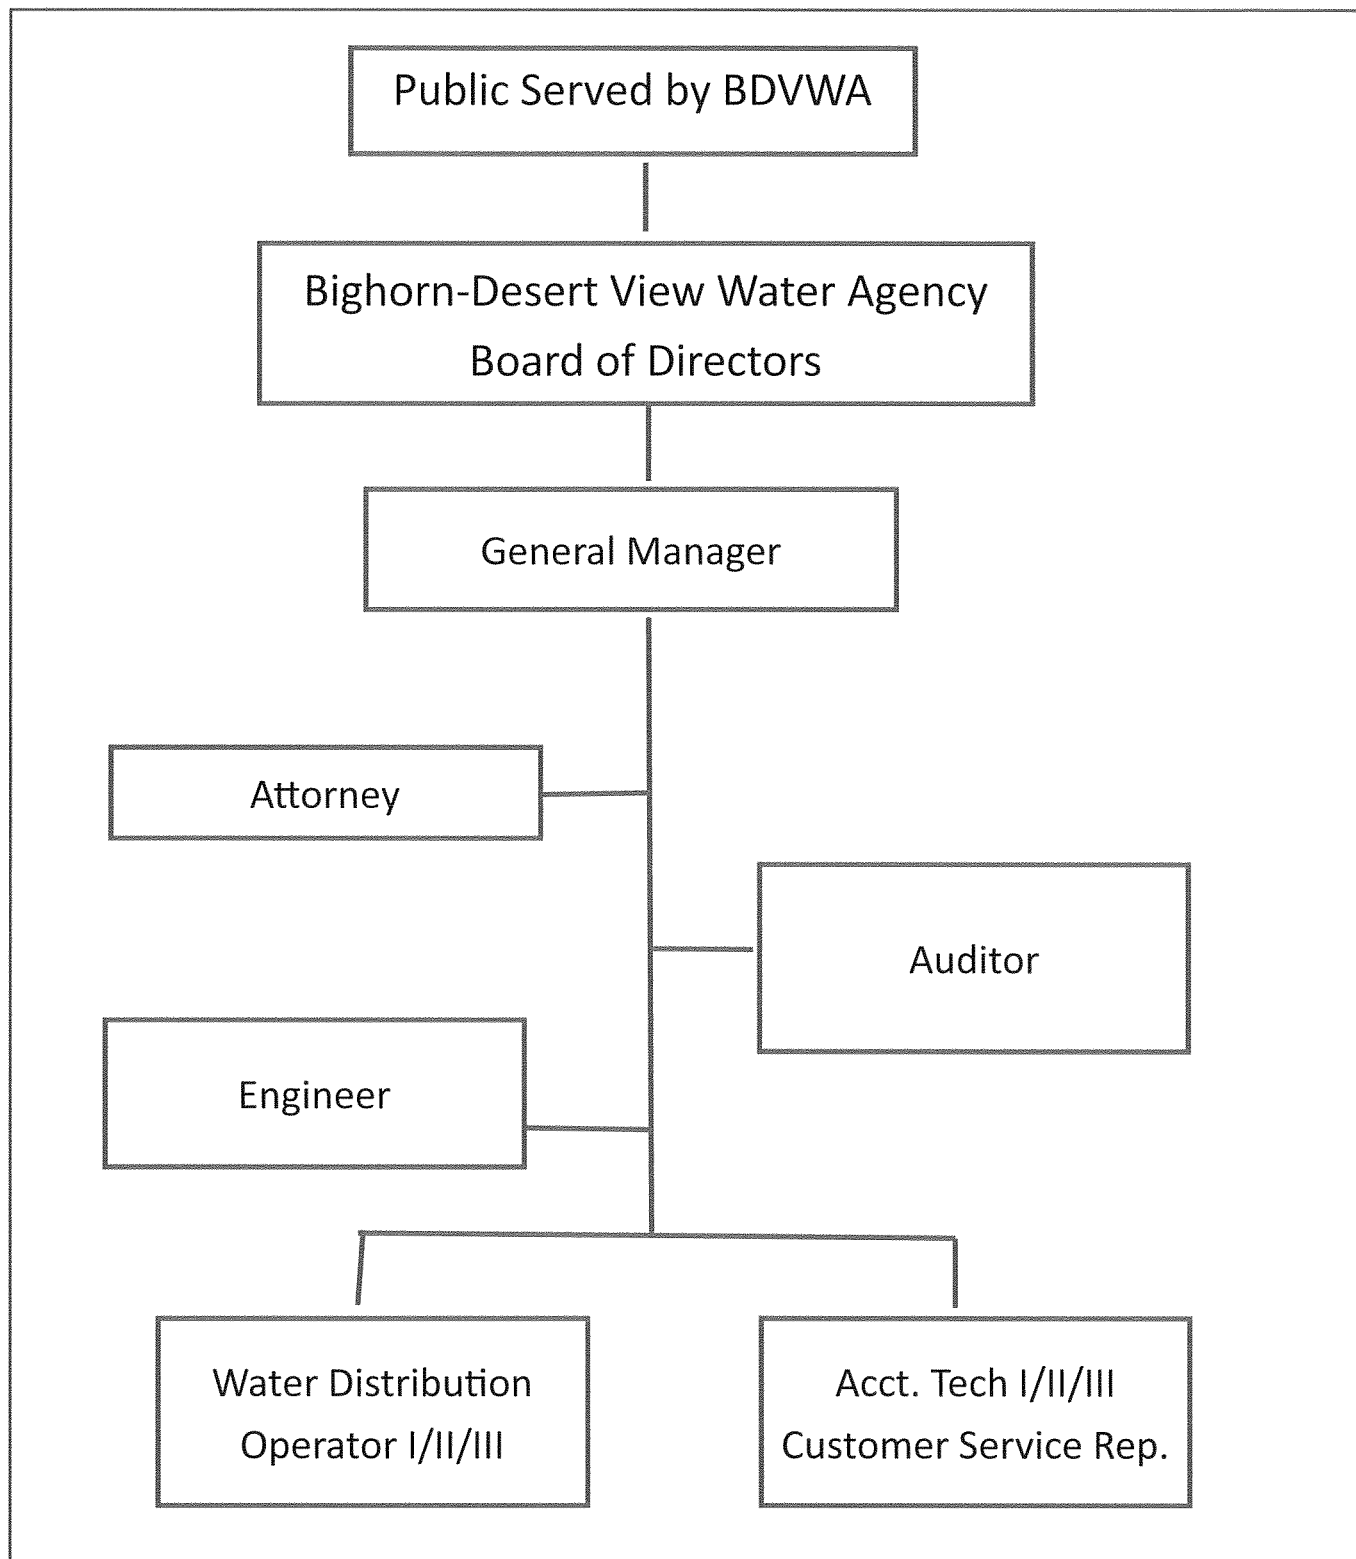 Public Served by BDVWA
Bighorn-Desert View Water Agency
Board of Directors
General Manager
Attorney
Auditor
Engineer
Water Distribution
Operator I/II/III
Acct. Tech I/II/III
Customer Service Rep.